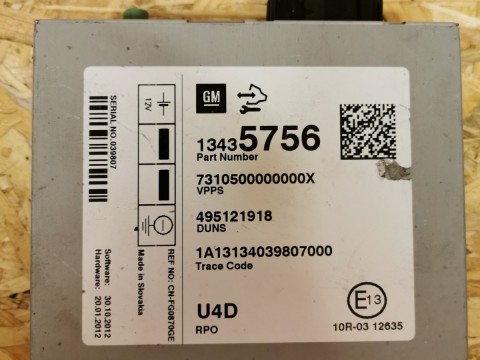 GM
13435756
Part Number
7310500000000X
VPPS
495121918
DUNS
1A13134039807000
Trace Code
U4D
RPO
E13
10R-03 12635
12V
SERIAL NO. 039807
REF NO: CN-FG0870GE
Made in Slovakia
Software: 30.10.2012
Hardware: 20.01.2012